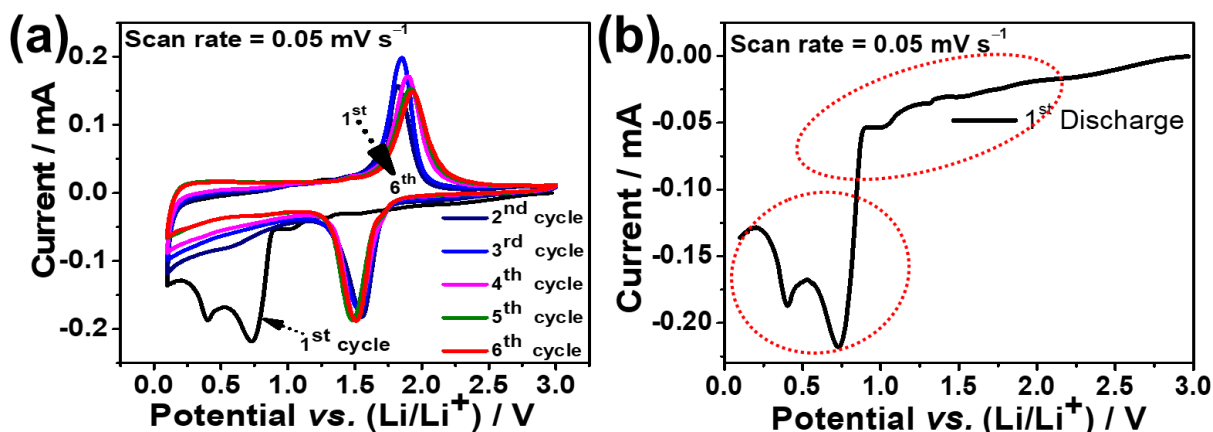 (a)
Scan rate = 0.05 mV s⁻¹
Current / mA
0.2
0.1
0.0
-0.1
-0.2
1ˢᵗ
6ᵗʰ
2ⁿᵈ cycle
3ʳᵈ cycle
4ᵗʰ cycle
5ᵗʰ cycle
6ᵗʰ cycle
1ˢᵗ cycle
0.0 0.5 1.0 1.5 2.0 2.5 3.0
Potential vs. (Li/Li⁺) / V
(b)
Scan rate = 0.05 mV s⁻¹
Current / mA
0.00
-0.05
-0.10
-0.15
-0.20
1ˢᵗ Discharge
0.0 0.5 1.0 1.5 2.0 2.5 3.0
Potential vs. (Li/Li⁺) / V